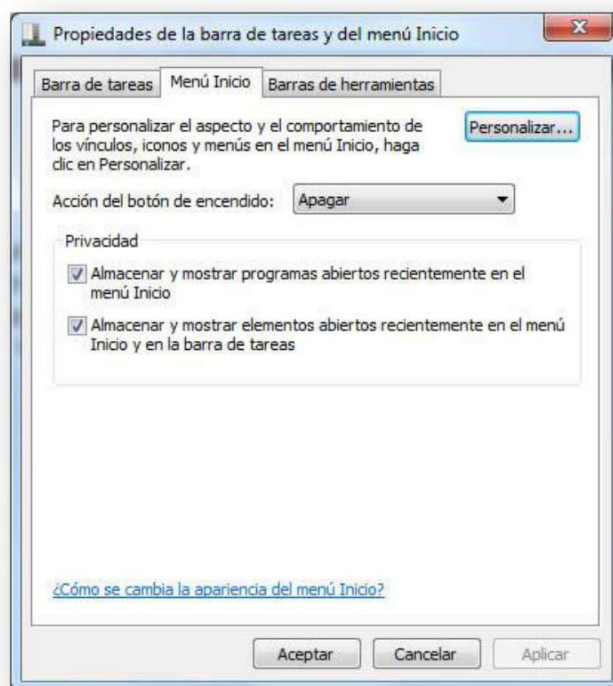 Propiedades de la barra de tareas y del menú Inicio
Barra de tareas Menú Inicio Barras de herramientas
Para personalizar el aspecto y el comportamiento de
los vínculos, iconos y menús en el menú Inicio, haga
clic en Personalizar.
Personalizar...
Acción del botón de encendido: Apagar
Privacidad
Almacenar y mostrar programas abiertos recientemente en el
menú Inicio
Almacenar y mostrar elementos abiertos recientemente en el menú
Inicio y en la barra de tareas
¿Cómo se cambia la apariencia del menú Inicio?
Aceptar Cancelar Aplicar